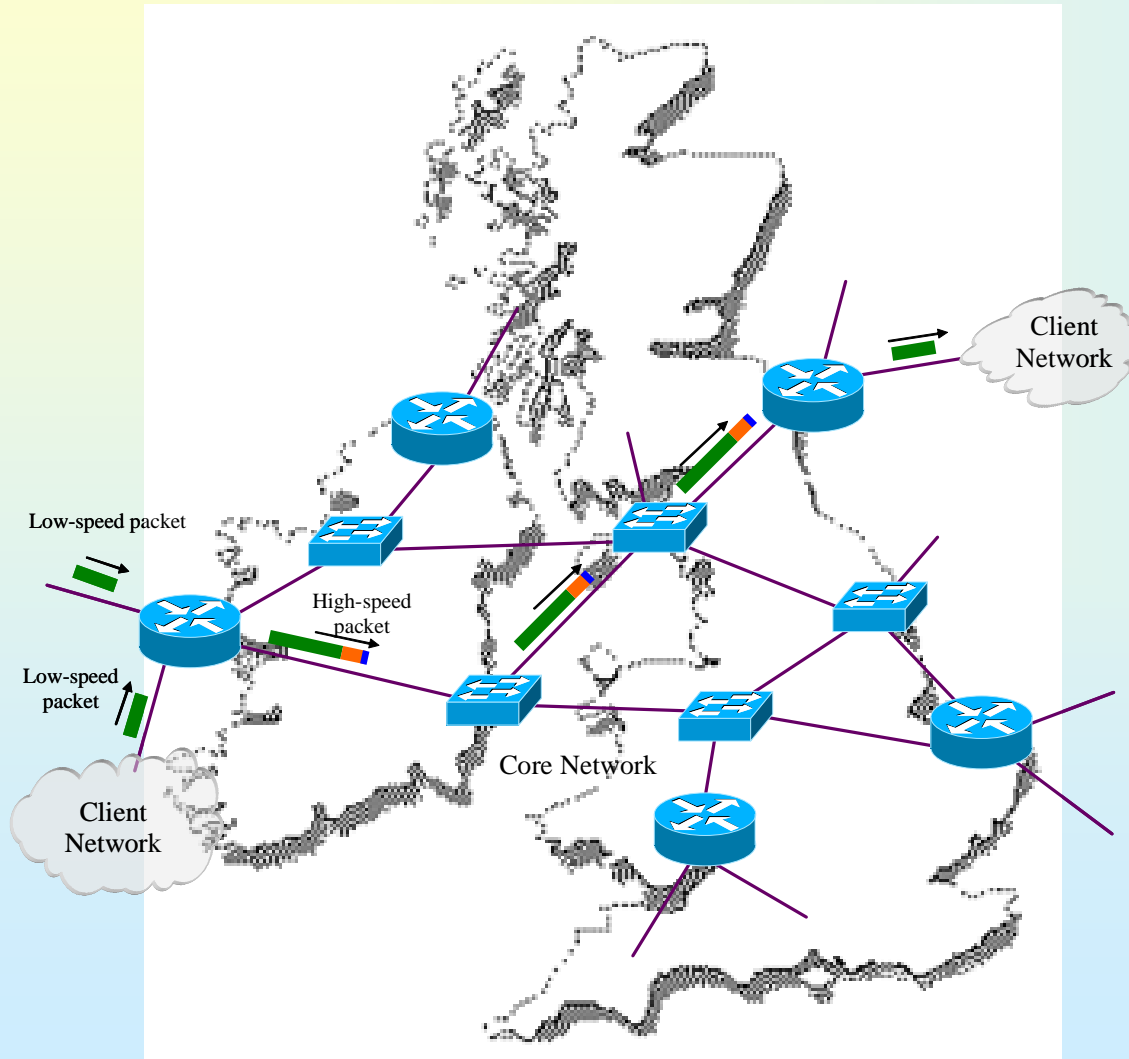 Client
Network
Low-speed packet
High-speed
packet
Low-speed
packet
Core Network
Client
Network